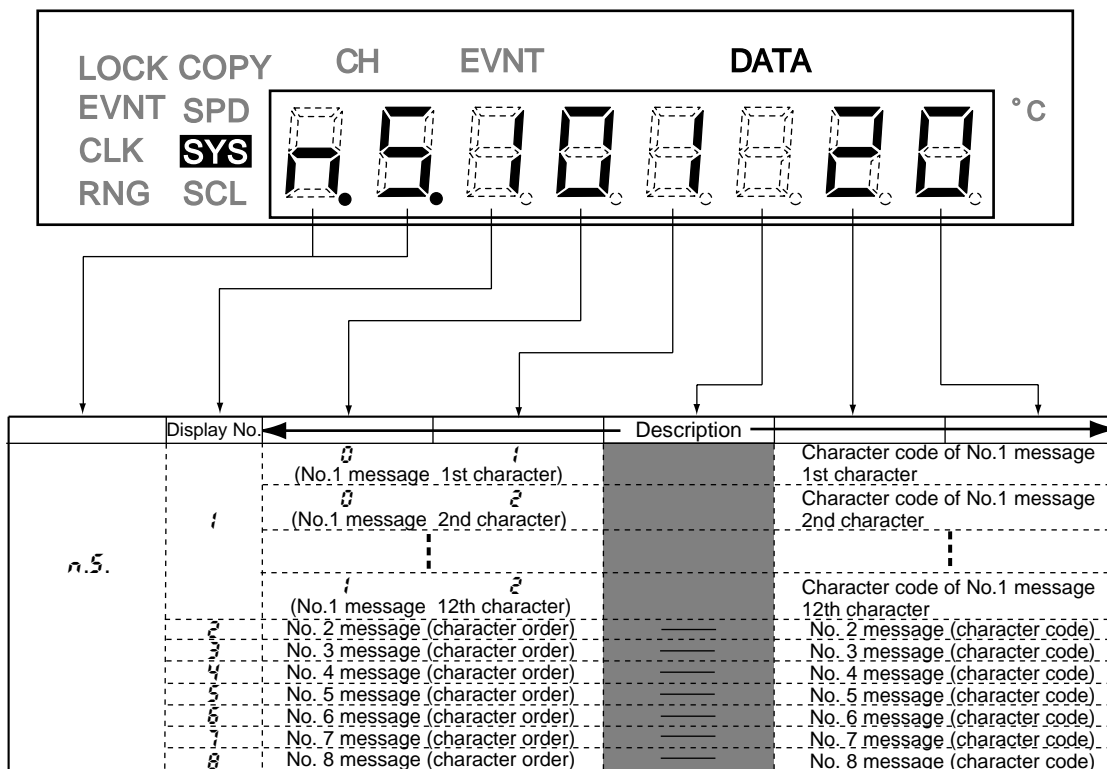 LOCK COPY CH EVNT DATA
EVNT SPD °C
CLK SYS
RNG SCL
n.5.101 20
Display No. Description
0 1 Character code of No.1 message
(No.1 message 1st character) 1st character
0 2 Character code of No.1 message
1 (No.1 message 2nd character) 2nd character
n.5.
1 2 Character code of No.1 message
(No.1 message 12th character) 12th character
2 No. 2 message (character order) No. 2 message (character code)
3 No. 3 message (character order) No. 3 message (character code)
4 No. 4 message (character order) No. 4 message (character code)
5 No. 5 message (character order) No. 5 message (character code)
6 No. 6 message (character order) No. 6 message (character code)
7 No. 7 message (character order) No. 7 message (character code)
8 No. 8 message (character order) No. 8 message (character code)